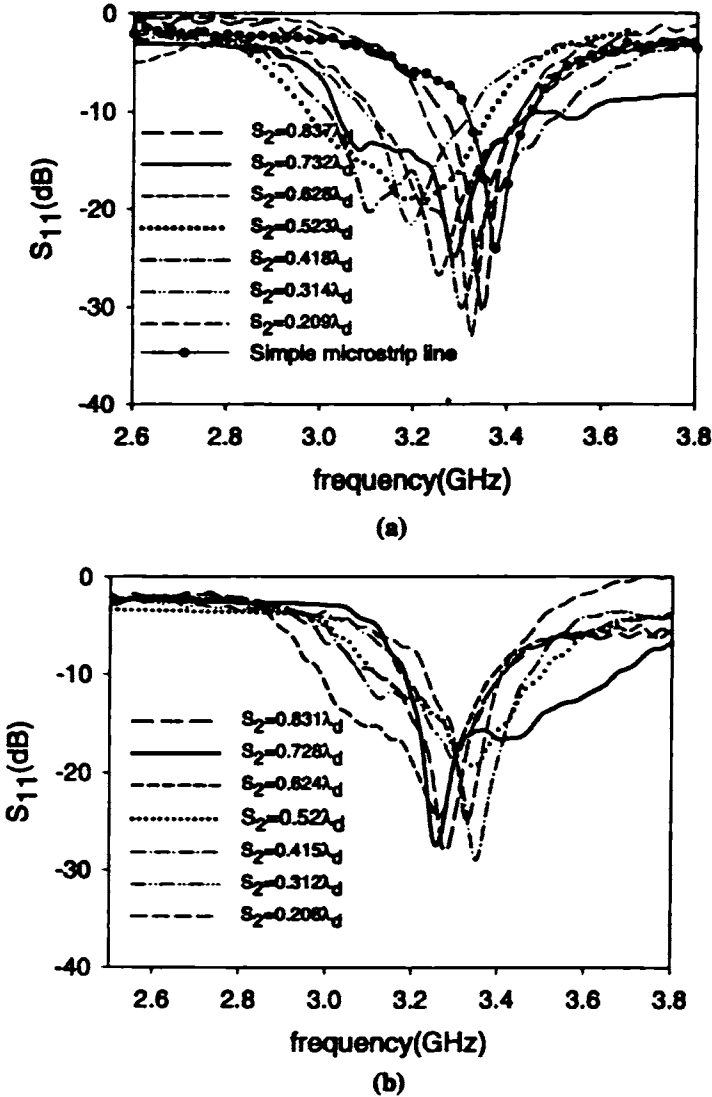 0
-10
-20
-30
-40
S11(dB)
S2=0.837λd
S2=0.732λd
S2=0.628λd
S2=0.523λd
S2=0.418λd
S2=0.314λd
S2=0.209λd
Simple microstrip line
2.6 2.8 3.0 3.2 3.4 3.6 3.8
frequency(GHz)
(a)
0
-10
-20
-30
-40
S11(dB)
S2=0.831λd
S2=0.728λd
S2=0.624λd
S2=0.52λd
S2=0.415λd
S2=0.312λd
S2=0.208λd
2.6 2.8 3.0 3.2 3.4 3.6 3.8
frequency(GHz)
(b)